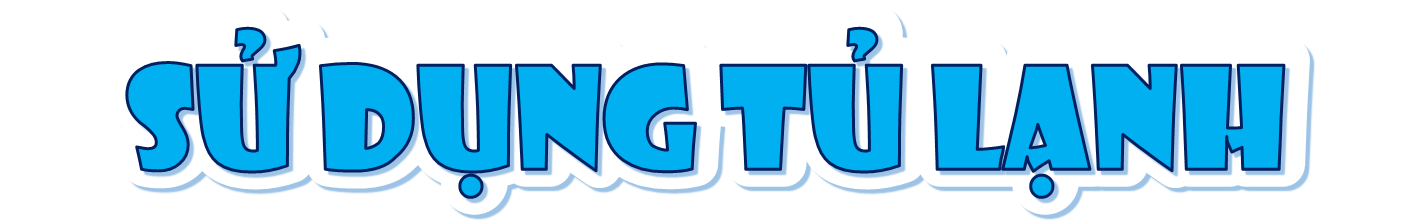 SỬ DỤNG TỦ LẠNH